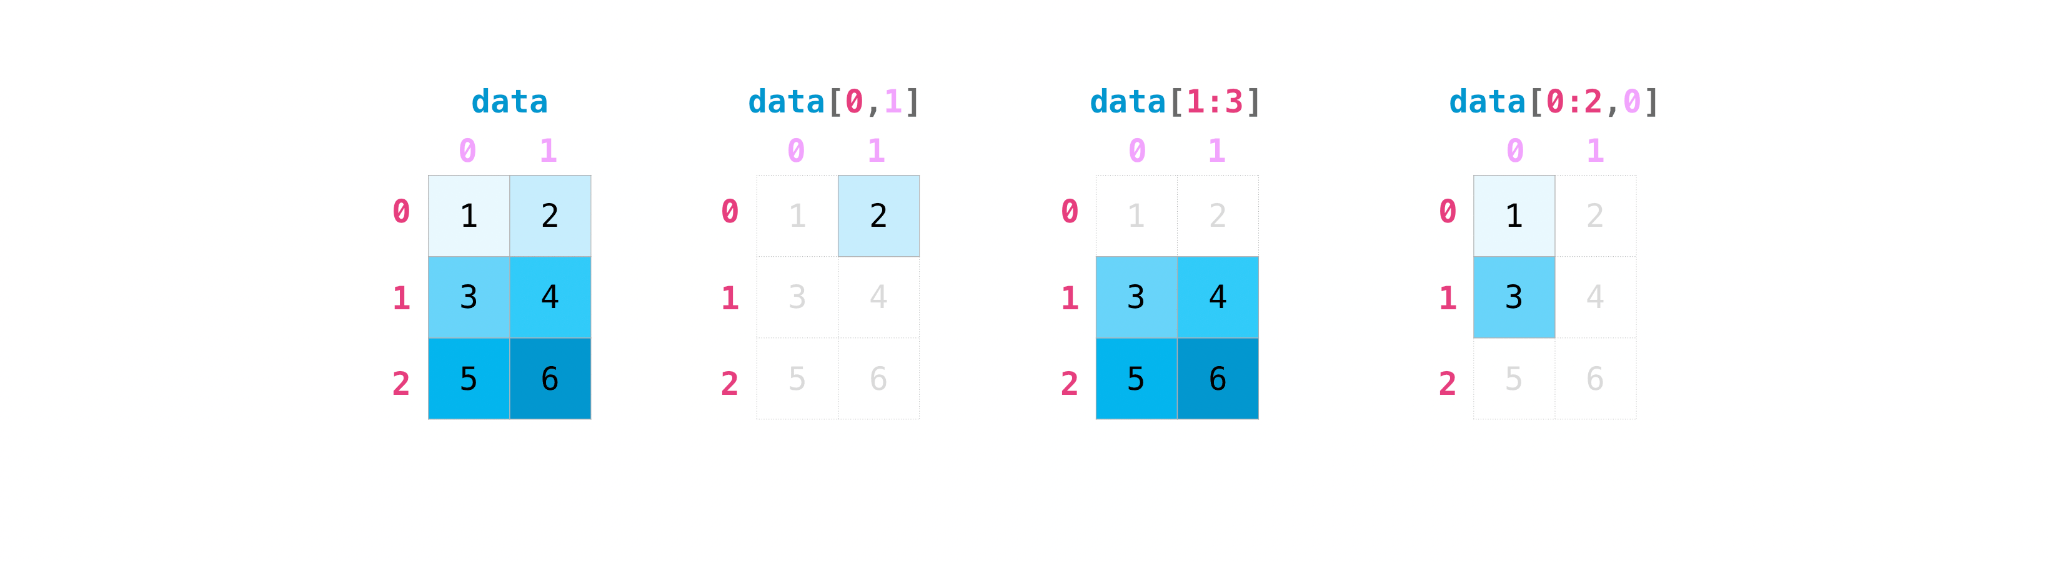 data data[0,1] data[1:3] data[0:2,0]
0 1 0 1 0 1 0 1
0 1 2 0 1 2 0 1 2 0 1 2
1 3 4 1 3 4 1 3 4 1 3 4
2 5 6 2 5 6 2 5 6 2 5 6